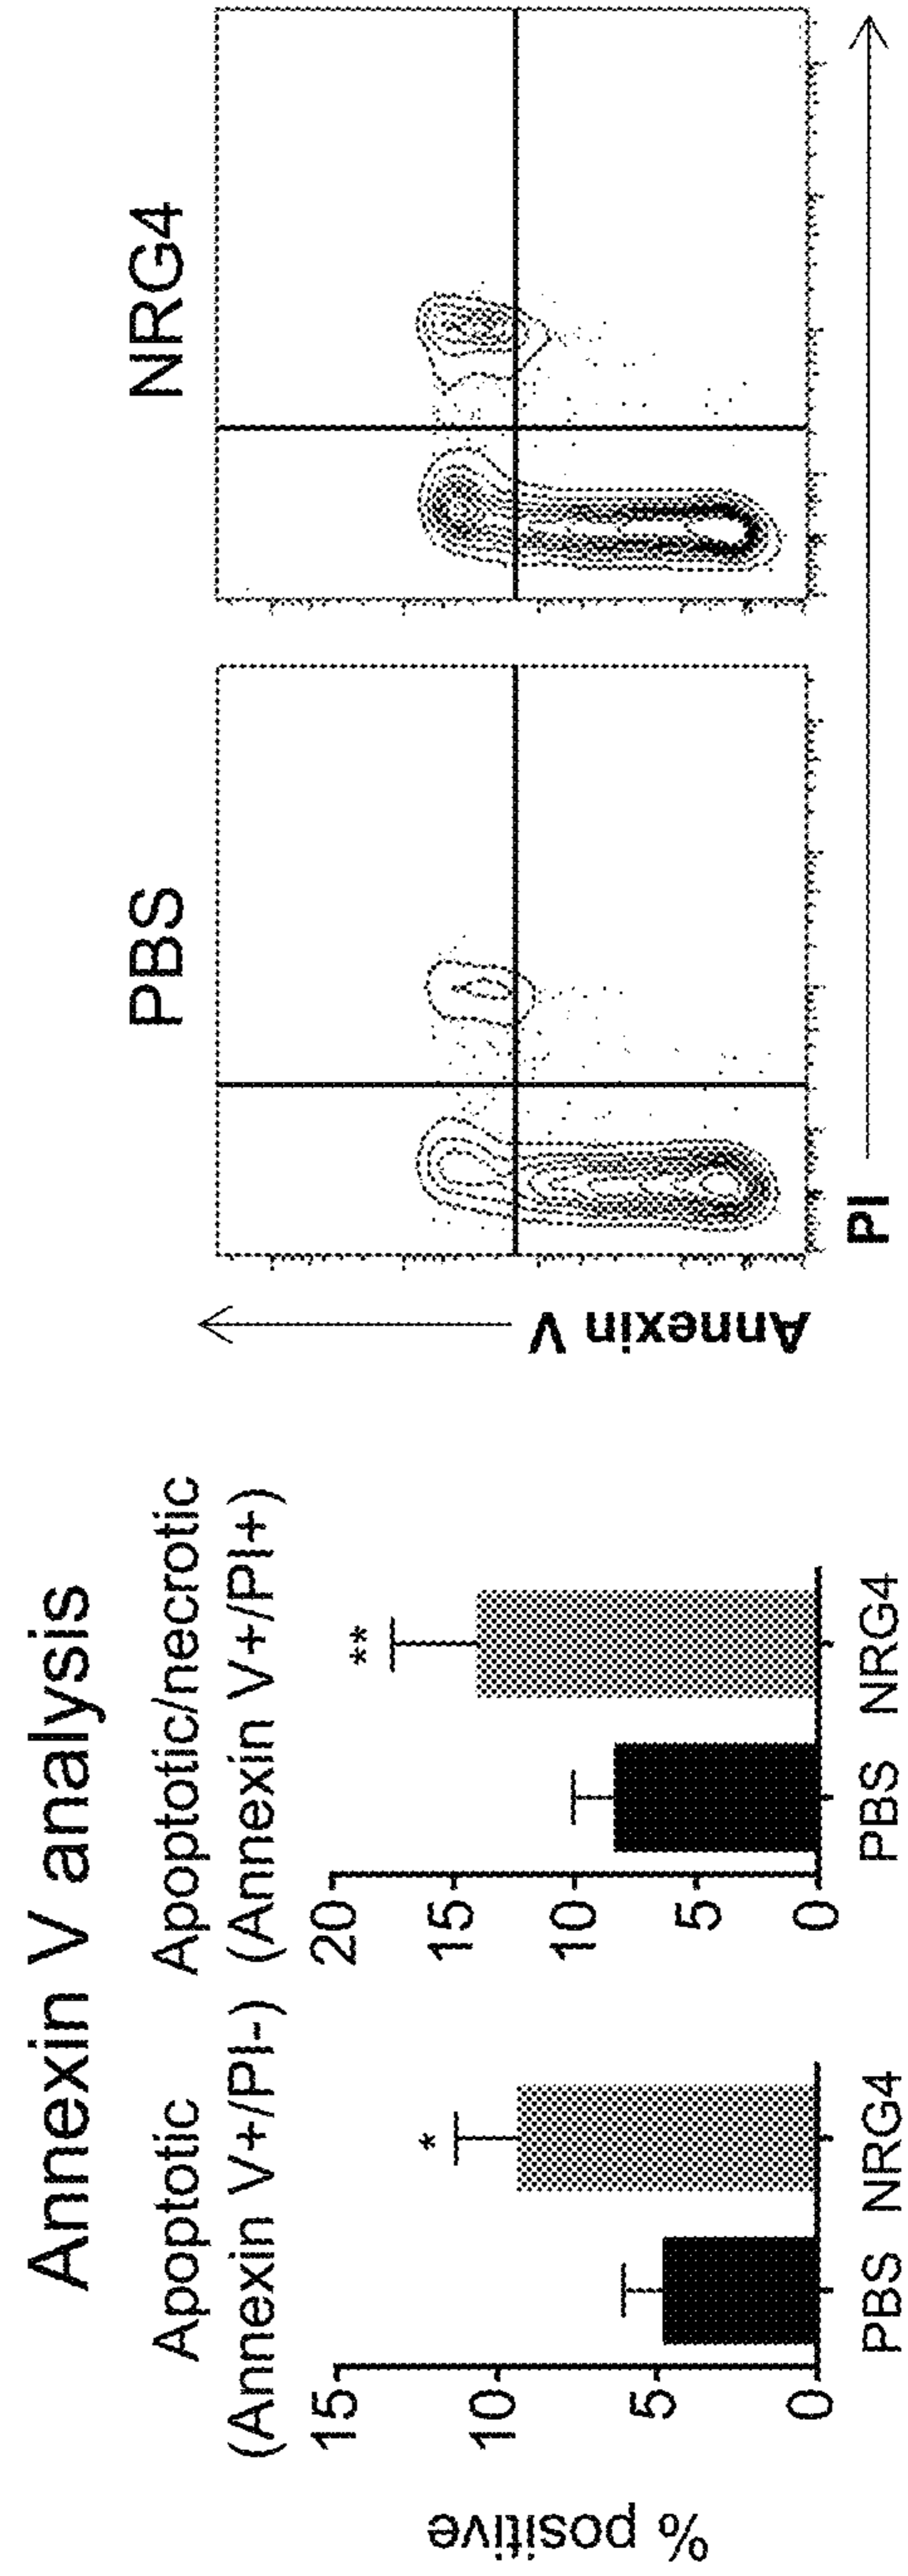 Annexin V analysis
Apoptotic
(Annexin V+/PI-)
Apoptotic/necrotic
(Annexin V+/PI+)
% positive
15
10
5
0
PBS NRG4
*
20
15
10
5
0
PBS NRG4
**
PBS
NRG4
Annexin V
PI